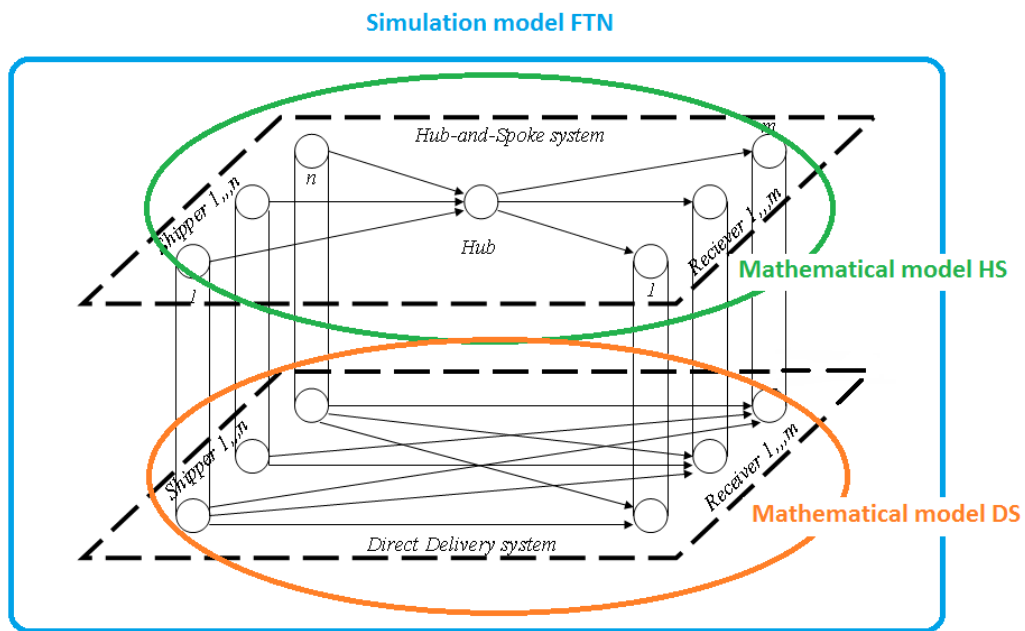 Simulation model FTN
Hub-and-Spoke system
m
n
Shipper 1,,,n
Hub
Reciever 1,,,m
Mathematical model HS
1
1
Shipper 1,,,n
Receiver 1,,,m
Mathematical model DS
Direct Delivery system